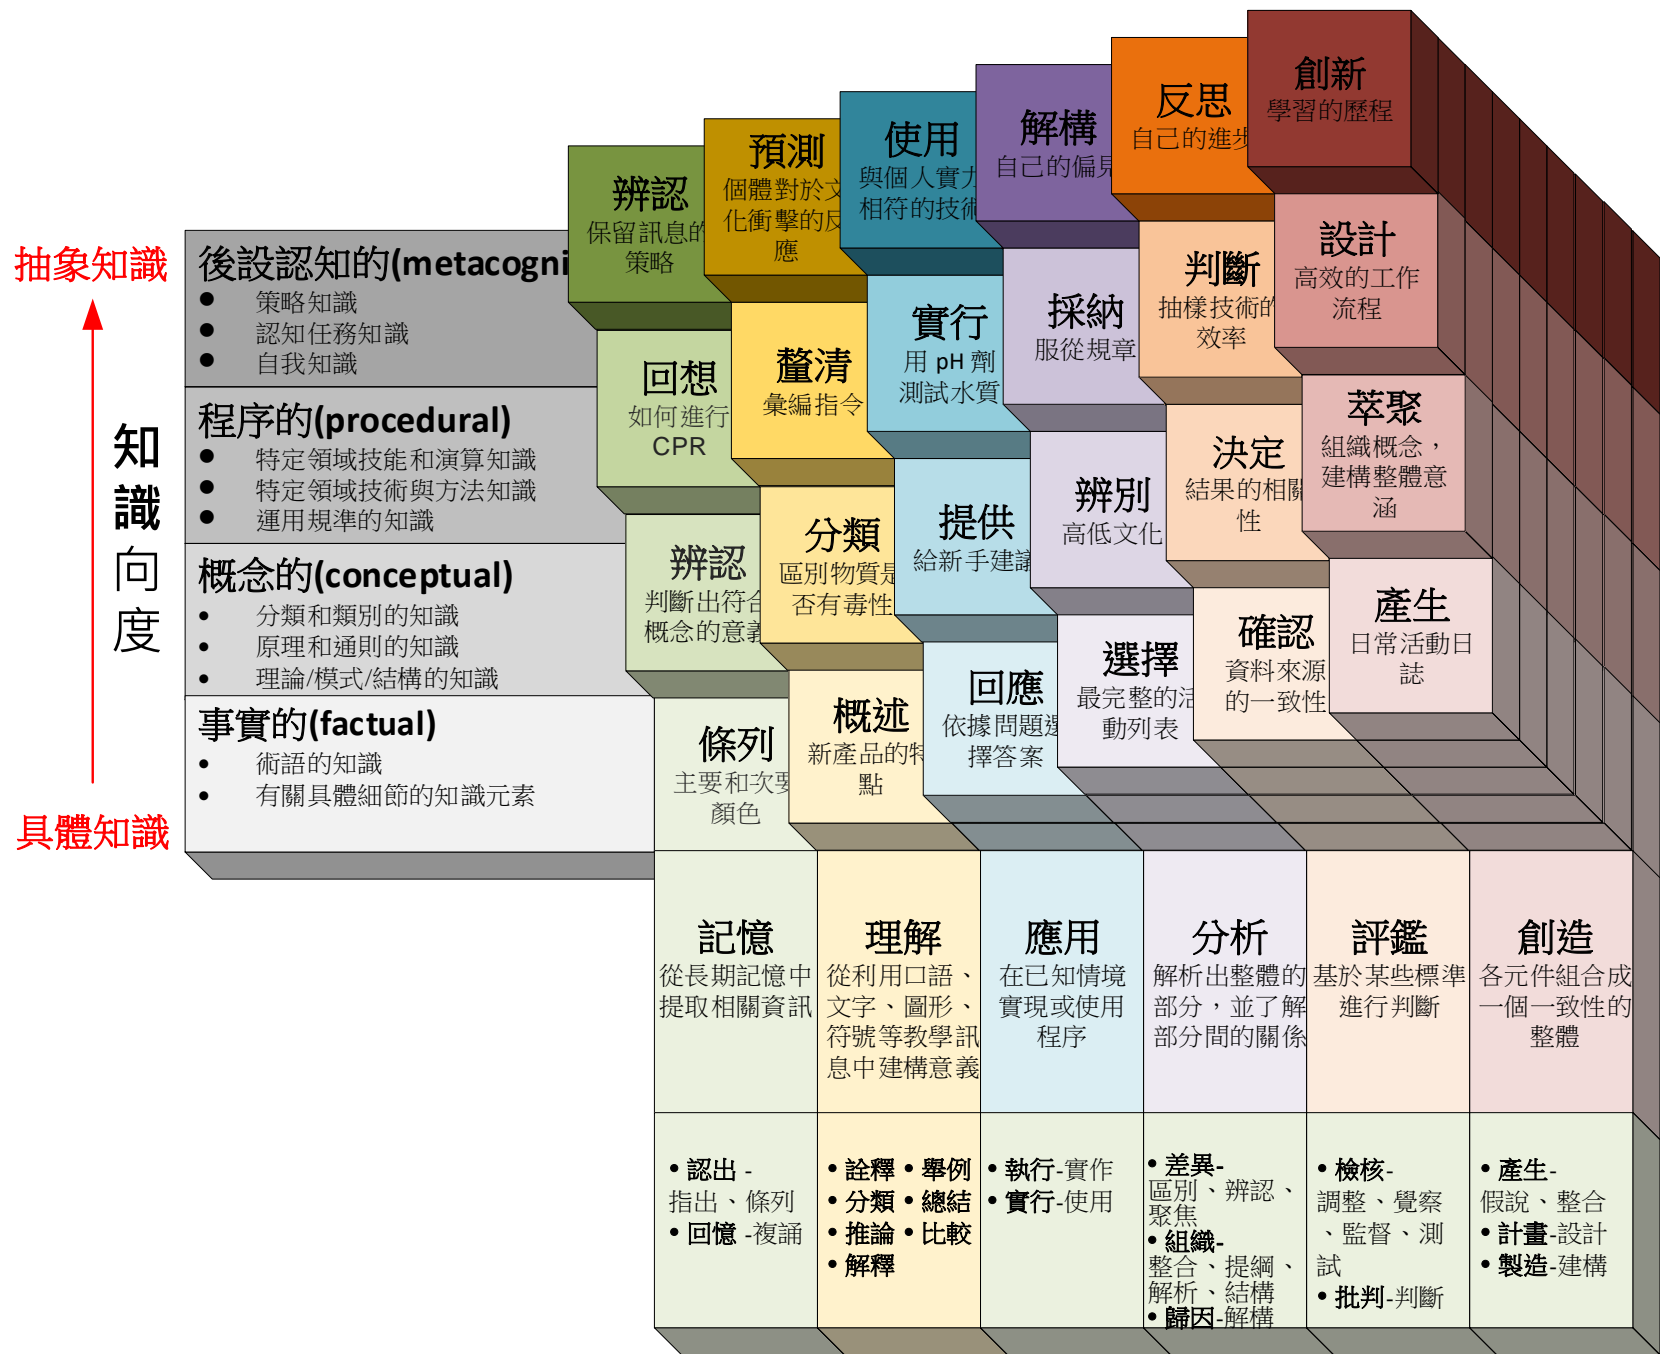 創新
學習的歷程
反思
自己的進步
解構
自己的偏見
使用
與個人實力
相符的技術
預測
個體對於文
化衝擊的反
應
辨認
保留訊息的
策略
抽象知識
知識向度
具體知識
後設認知的(metacogni
● 策略知識
● 認知任務知識
● 自我知識
設計
高效的工作
流程
判斷
抽樣技術的
效率
採納
服從規章
實行
用 pH 劑
測試水質
釐清
彙編指令
回想
如何進行
CPR
程序的(procedural)
● 特定領域技能和演算知識
● 特定領域技術與方法知識
● 運用規準的知識
萃聚
組織概念，
建構整體意
涵
決定
結果的相關
性
辨別
高低文化
提供
給新手建議
分類
區別物質是
否有毒性
辨認
判斷出符合
概念的意義
概念的(conceptual)
• 分類和類別的知識
• 原理和通則的知識
• 理論/模式/結構的知識
產生
日常活動日
誌
確認
資料來源
的一致性
選擇
最完整的活
動列表
回應
依據問題選
擇答案
概述
新產品的特
點
條列
主要和次要
顏色
事實的(factual)
• 術語的知識
• 有關具體細節的知識元素
記憶
從長期記憶中
提取相關資訊
理解
從利用口語、
文字、圖形、
符號等教學訊
息中建構意義
應用
在已知情境
實現或使用
程序
分析
解析出整體的
部分，並了解
部分間的關係
評鑑
基於某些標準
進行判斷
創造
各元件組合成
一個一致性的
整體
• 認出 -
指出、條列
• 回憶 -複誦
• 詮釋 • 舉例
• 分類 • 總結
• 推論 • 比較
• 解釋
• 執行-實作
• 實行-使用
• 差異-
區別、辨認、
聚焦
• 組織-
整合、提綱、
解析、結構
• 歸因-解構
• 檢核-
調整、覺察
、監督、測
試
• 批判-判斷
• 產生-
假說、整合
• 計畫-設計
• 製造-建構